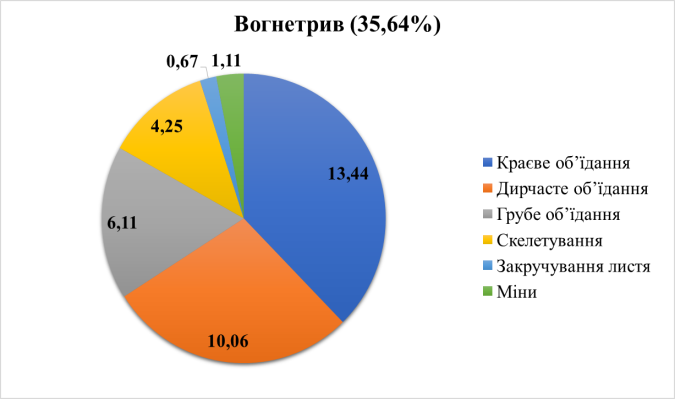 Вогнетрив (35,64%)
0,67
1,11
4,25
13,44
6,11
10,06
Краєве об’їдання
Дирчасте об’їдання
Грубе об’їдання
Скелетування
Закручування листя
Міни